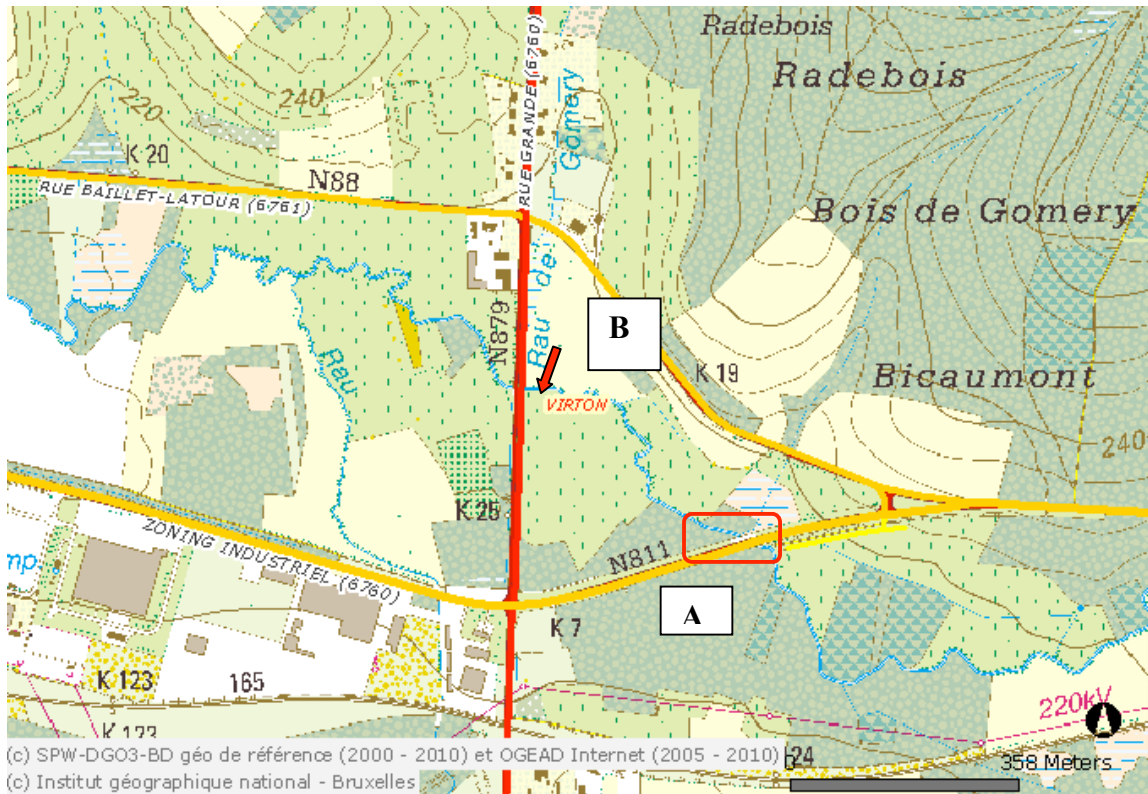 Radebois
Radebois
240
220
RUE GRANDE (6760)
Gomery
K 20
N88
RUE BAILLET-LATOUR (6761)
Bois de Gomery
Rau de
N879
B
Rau
K 19
Bicaumont
VIRTON
240
K 25
ZONING INDUSTRIEL (6760)
N811
mp
A
K 7
K 123
165
220kV
K 123
(c) SPW-DGO3-BD géo de référence (2000 - 2010) et OGEAD Internet (2005 - 2010)
24
358 Meters
(c) Institut géographique national - Bruxelles